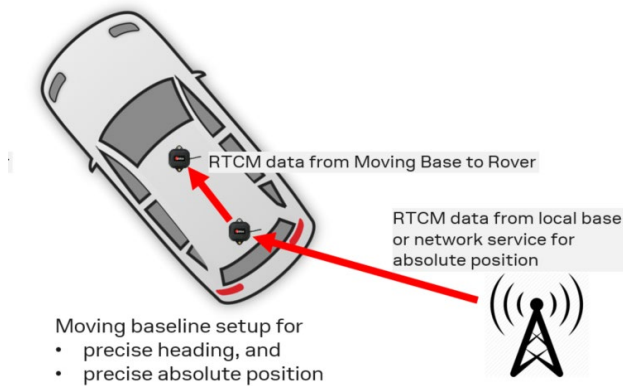 RTCM data from Moving Base to Rover
RTCM data from local base
or network service for
absolute position
Moving baseline setup for
• precise heading, and
• precise absolute position